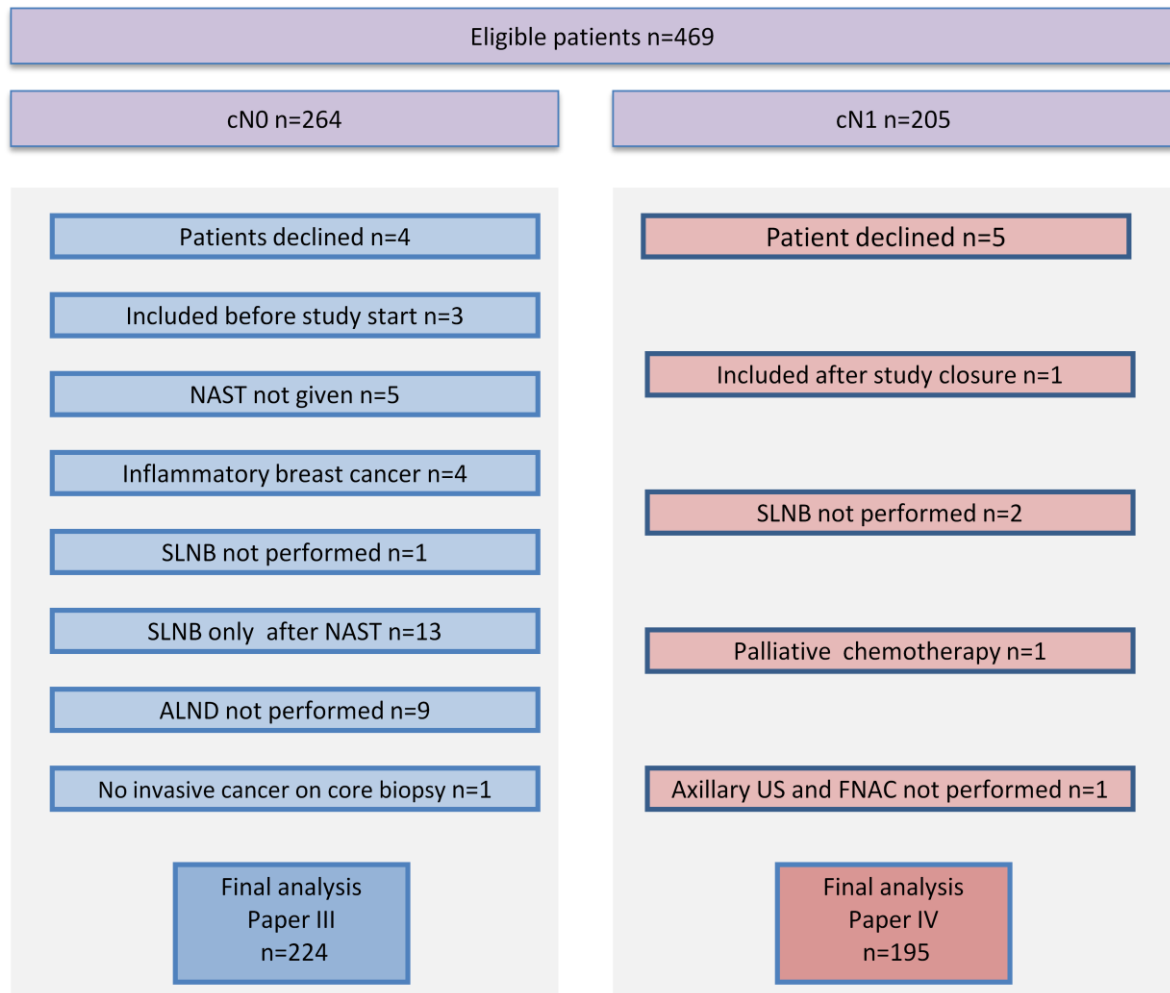 Eligible patients n=469
cN0 n=264
cN1 n=205
Patients declined n=4
Included before study start n=3
NAST not given n=5
Inflammatory breast cancer n=4
SLNB not performed n=1
SLNB only after NAST n=13
ALND not performed n=9
No invasive cancer on core biopsy n=1
Final analysis
Paper III
n=224
Patient declined n=5
Included after study closure n=1
SLNB not performed n=2
Palliative chemotherapy n=1
Axillary US and FNAC not performed n=1
Final analysis
Paper IV
n=195